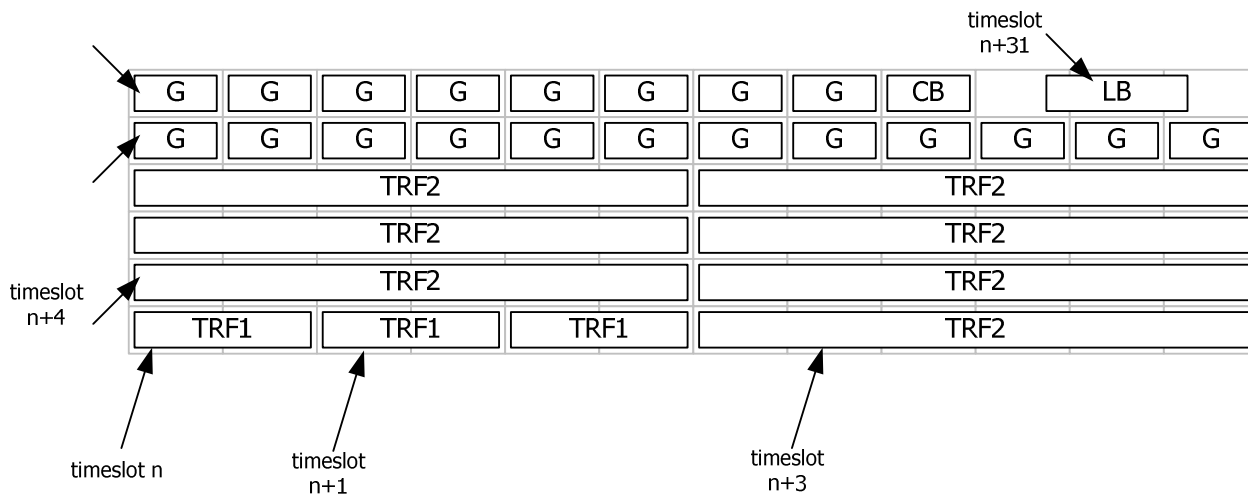 timeslot
n+31
G G G G G G G G CB LB
G G G G G G G G G G G G
TRF2 TRF2
TRF2 TRF2
timeslot
n+4
TRF2 TRF2
TRF1 TRF1 TRF1 TRF2
timeslot n
timeslot
n+1
timeslot
n+3